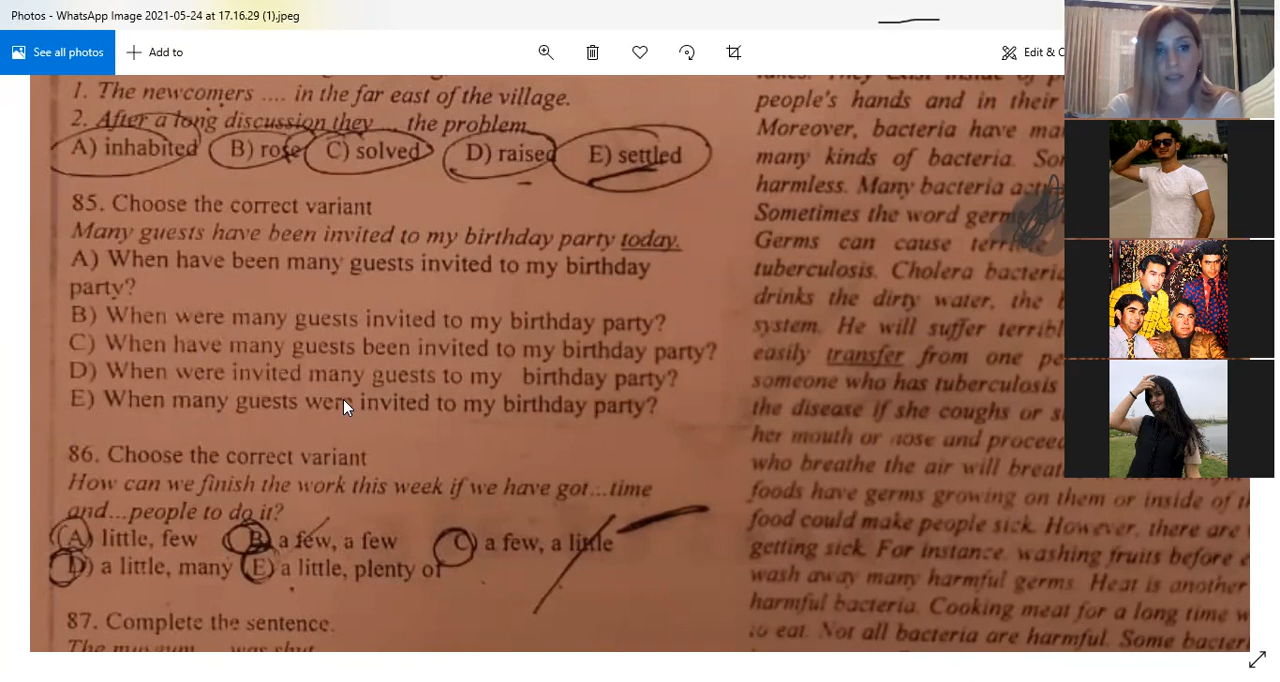 Photos - WhatsApp Image 2021-05-24 at 17.16.29 (1).jpeg
See all photos
Add to
Edit & C
1. The newcomers .... in the far east of the village.
2. After a long discussion they ... the problem
A) inhabited B) rose C) solved D) raised E) settled
85. Choose the correct variant
Many guests have been invited to my birthday party today.
A) When have been many guests invited to my birthday
party?
B) When were many guests invited to my birthday party?
C) When have many guests been invited to my birthday party?
D) When were invited many guests to my birthday party?
E) When many guests were invited to my birthday party?
86. Choose the correct variant
How can we finish the work this week if we have got...time
and...people to do it?
A) little, few B) a few, a few C) a few, a little
D) a little, many E) a little, plenty of
87. Complete the sentence.
people's hands and in their
Moreover, bacteria have ma
many kinds of bacteria. So
harmless. Many bacteria act
Sometimes the word germ
Germs can cause terrible
tuberculosis. Cholera bacteria
drinks the dirty water, the b
system. He will suffer terribl
easily transfer from one pe
someone who has tuberculosis
the disease if she coughs or s
her mouth or nose and proceed
who breathe the air will breat
foods have germs growing on them or inside of t
food could make people sick. However, there are
getting sick. For instance, washing fruits before e
wash away many harmful germs. Heat is another
harmful bacteria. Cooking meat for a long time w
to eat. Not all bacteria are harmful. Some bacter